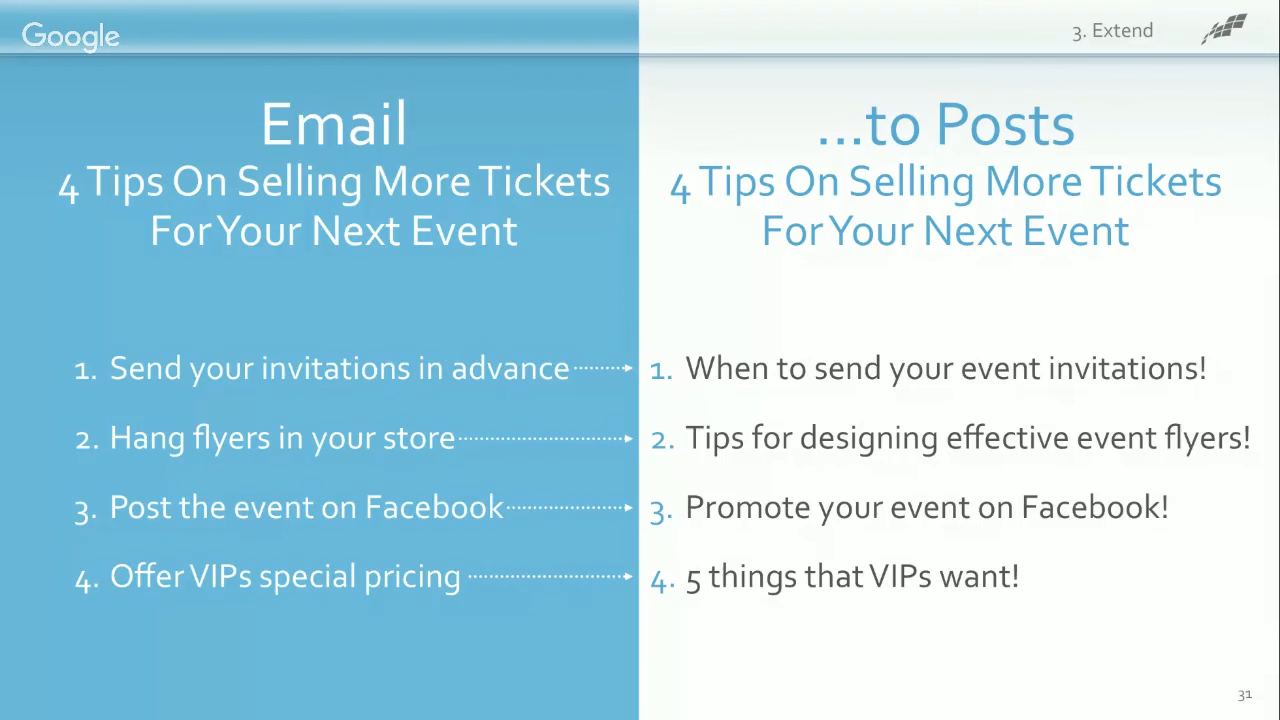 Google
3. Extend
Email
4 Tips On Selling More Tickets
For Your Next Event
1. Send your invitations in advance
2. Hang flyers in your store
3. Post the event on Facebook
4. Offer VIPs special pricing
...to Posts
4 Tips On Selling More Tickets
For Your Next Event
1. When to send your event invitations!
2. Tips for designing effective event flyers!
3. Promote your event on Facebook!
4. 5 things that VIPs want!
31